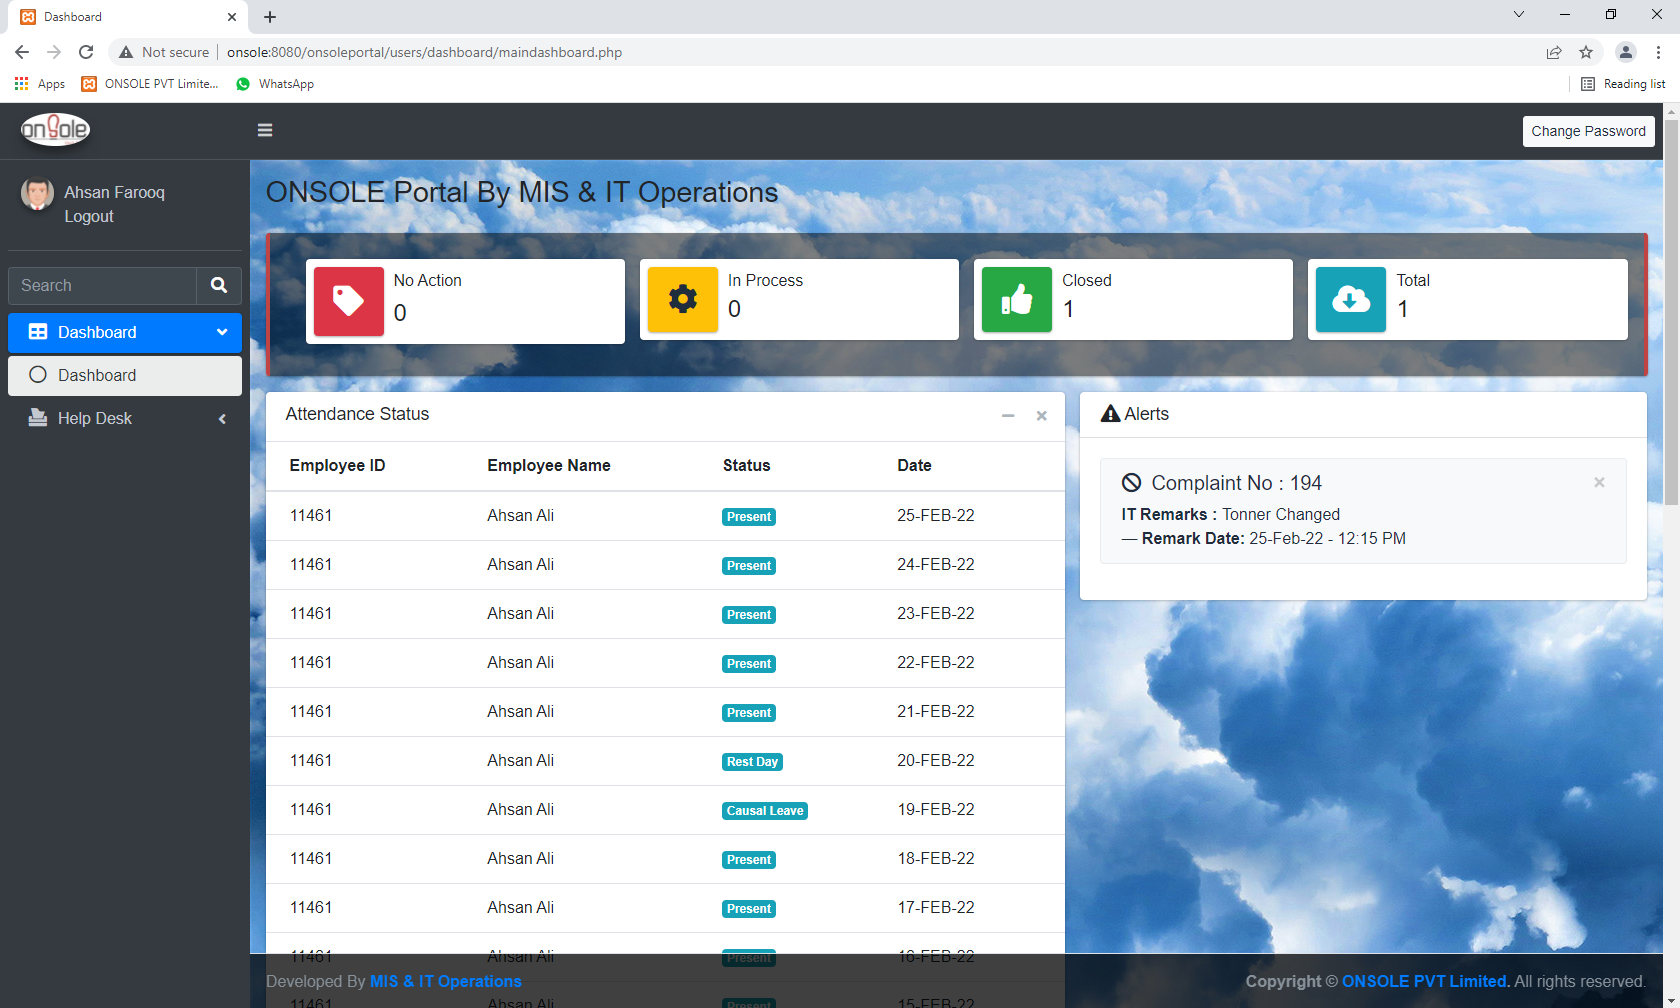 Dashboard
Not secure
onsole:8080/onsoleportal/users/dashboard/maindashboard.php
Apps
ONSOLE PVT Limite...
WhatsApp
Reading list
onsole
Change Password
Ahsan Farooq
Logout
Search
Dashboard
Dashboard
Help Desk
ONSOLE Portal By MIS & IT Operations
No Action
0
In Process
0
Closed
1
Total
1
Attendance Status
Employee ID Employee Name Status Date
11461 Ahsan Ali Present 25-FEB-22
11461 Ahsan Ali Present 24-FEB-22
11461 Ahsan Ali Present 23-FEB-22
11461 Ahsan Ali Present 22-FEB-22
11461 Ahsan Ali Present 21-FEB-22
11461 Ahsan Ali Rest Day 20-FEB-22
11461 Ahsan Ali Causal Leave 19-FEB-22
11461 Ahsan Ali Present 18-FEB-22
11461 Ahsan Ali Present 17-FEB-22
11461 Ahsan Ali Present 16-FEB-22
11461 Ahsan Ali Present 15-FEB-22
Alerts
Complaint No : 194
IT Remarks : Tonner Changed
— Remark Date: 25-Feb-22 - 12:15 PM
Developed By MIS & IT Operations
Copyright © ONSOLE PVT Limited. All rights reserved.